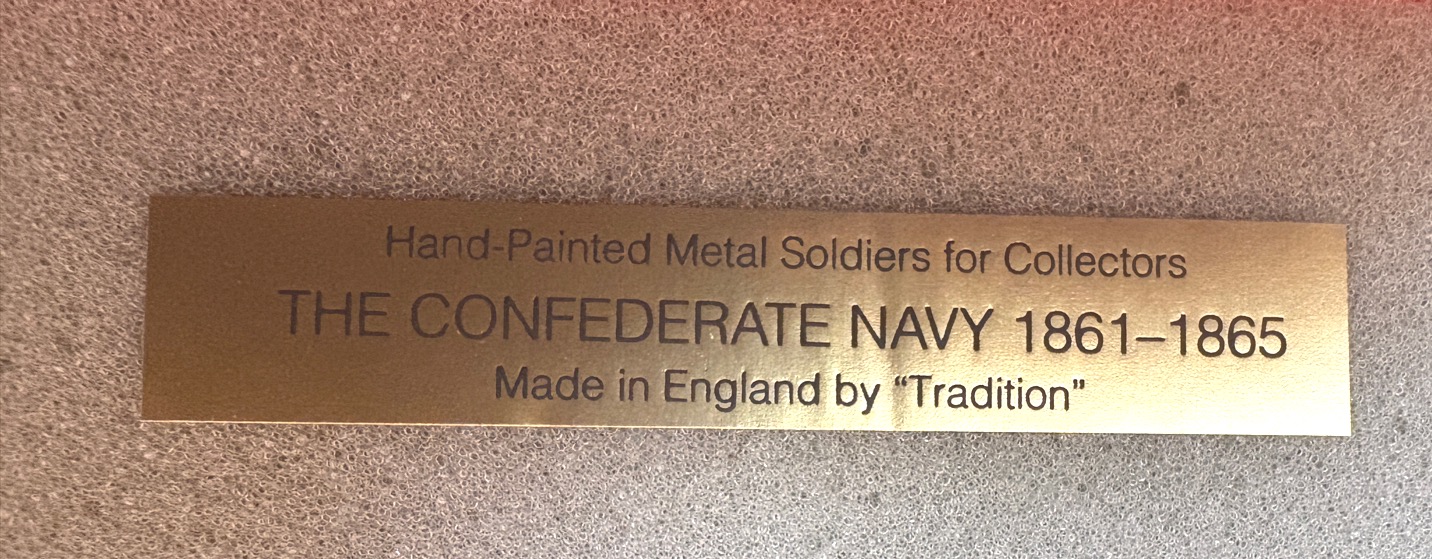 Hand-Painted Metal Soldiers for Collectors
THE CONFEDERATE NAVY 1861–1865
Made in England by “Tradition”